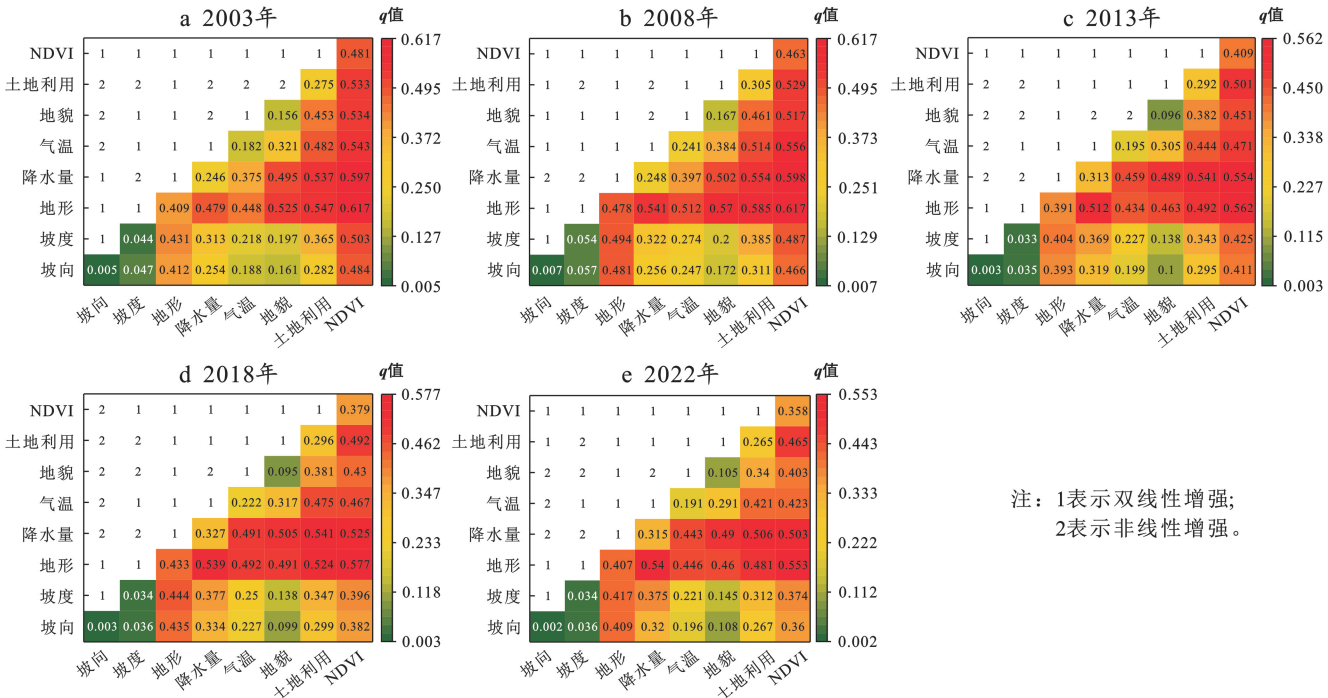 a 2003年
q值
NDVI 1 1 1 1 1 1 1 0.481
土地利用 2 2 1 2 2 2 0.275 0.533
地貌 2 1 1 2 1 0.156 0.453 0.534
气温 2 1 1 1 0.182 0.321 0.482 0.543
降水量 1 2 1 0.246 0.375 0.495 0.537 0.597
地形 1 1 0.409 0.479 0.448 0.525 0.547 0.617
坡度 1 0.044 0.431 0.313 0.218 0.197 0.365 0.503
坡向 0.005 0.047 0.412 0.254 0.188 0.161 0.282 0.484
坡向 坡度 地形 降水量 气温 地貌 土地利用 NDVI
0.617
0.495
0.372
0.250
0.127
0.005
b 2008年
q值
NDVI 1 1 1 1 1 1 1 0.463
土地利用 1 2 1 2 1 1 0.305 0.529
地貌 1 1 1 2 1 0.167 0.461 0.517
气温 1 1 1 1 0.241 0.384 0.514 0.556
降水量 2 2 1 0.248 0.397 0.502 0.554 0.598
地形 1 1 0.478 0.541 0.512 0.57 0.585 0.617
坡度 1 0.054 0.494 0.322 0.274 0.2 0.385 0.487
坡向 0.007 0.057 0.481 0.256 0.247 0.172 0.311 0.466
坡向 坡度 地形 降水量 气温 地貌 土地利用 NDVI
0.617
0.495
0.373
0.251
0.129
0.007
c 2013年
q值
NDVI 1 1 1 1 1 1 1 0.409
土地利用 2 2 1 1 1 1 0.292 0.501
地貌 2 2 1 2 2 0.096 0.382 0.451
气温 2 1 1 1 0.195 0.305 0.444 0.471
降水量 2 2 1 0.313 0.459 0.489 0.541 0.554
地形 1 1 0.391 0.512 0.434 0.463 0.492 0.562
坡度 1 0.033 0.404 0.369 0.227 0.138 0.343 0.425
坡向 0.003 0.035 0.393 0.319 0.199 0.1 0.295 0.411
坡向 坡度 地形 降水量 气温 地貌 土地利用 NDVI
0.562
0.450
0.338
0.227
0.115
0.003
d 2018年
q值
NDVI 2 1 1 1 1 1 1 0.379
土地利用 2 2 1 1 1 1 0.296 0.492
地貌 2 2 1 2 1 0.095 0.381 0.43
气温 2 1 1 1 0.222 0.317 0.475 0.467
降水量 2 2 1 0.327 0.491 0.505 0.541 0.525
地形 1 1 0.433 0.539 0.492 0.491 0.524 0.577
坡度 1 0.034 0.444 0.377 0.25 0.138 0.347 0.396
坡向 0.003 0.036 0.435 0.334 0.227 0.099 0.299 0.382
坡向 坡度 地形 降水量 气温 地貌 土地利用 NDVI
0.577
0.462
0.347
0.233
0.118
0.003
e 2022年
q值
NDVI 1 1 1 1 1 1 1 0.358
土地利用 1 2 1 1 1 1 0.265 0.465
地貌 2 2 1 2 1 0.105 0.34 0.403
气温 2 1 1 1 0.191 0.291 0.421 0.423
降水量 2 2 1 0.315 0.443 0.49 0.506 0.503
地形 1 1 0.407 0.54 0.446 0.46 0.481 0.553
坡度 1 0.034 0.417 0.375 0.221 0.145 0.312 0.374
坡向 0.002 0.036 0.409 0.32 0.196 0.108 0.267 0.36
坡向 坡度 地形 降水量 气温 地貌 土地利用 NDVI
0.553
0.443
0.333
0.222
0.112
0.002
注：1表示双线性增强;
2表示非线性增强。